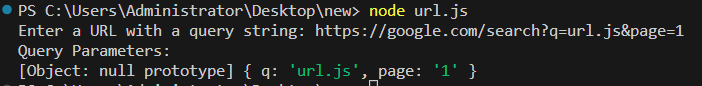 PS C:\Users\Administrator\Desktop\new> node url.js
Enter a URL with a query string: https://google.com/search?q=url.js&page=1
Query Parameters:
[Object: null prototype] { q: 'url.js', page: '1' }